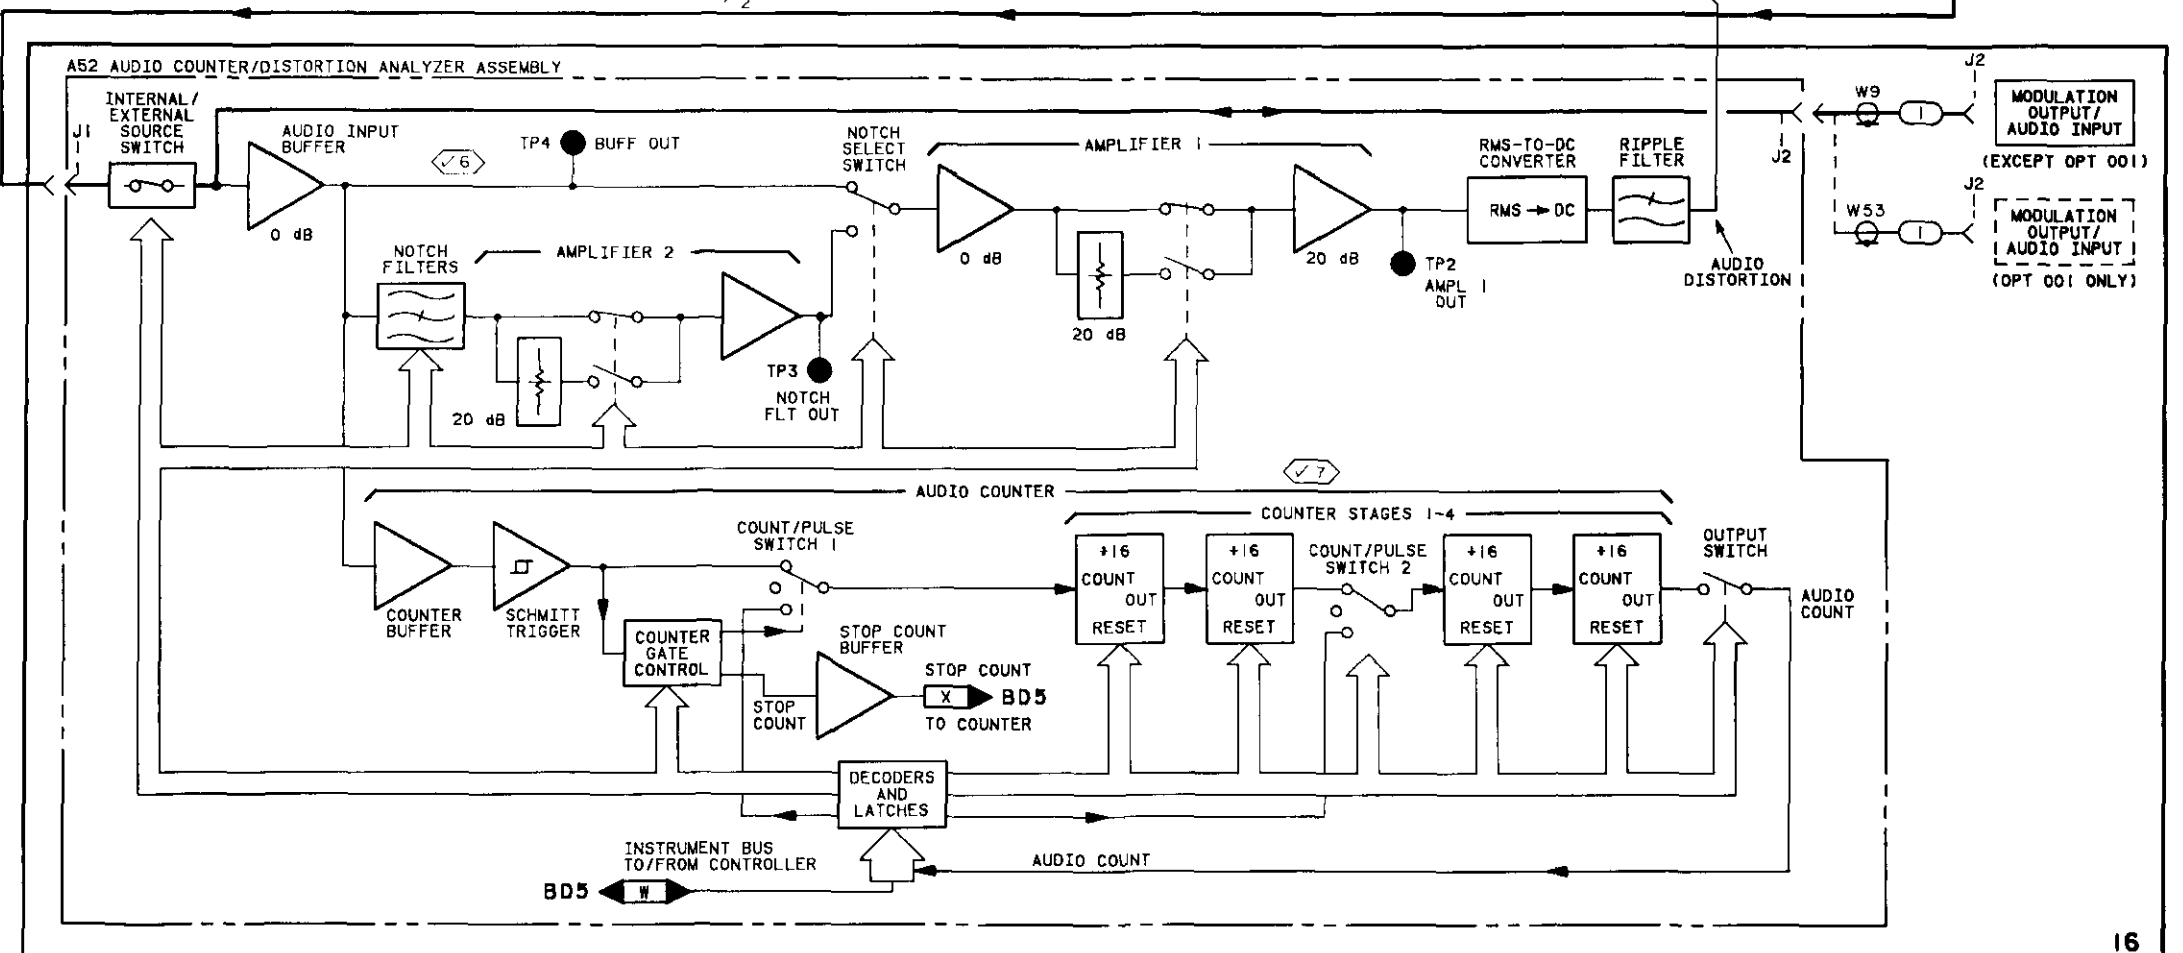 2
A52 AUDIO COUNTER/DISTORTION ANALYZER ASSEMBLY
J1
INTERNAL/
EXTERNAL
SOURCE
SWITCH
AUDIO INPUT
BUFFER
0 dB
✓6
TP4
BUFF OUT
NOTCH
SELECT
SWITCH
AMPLIFIER 1
0 dB
20 dB
20 dB
TP2
AMPL 1
OUT
RMS-TO-DC
CONVERTER
RMS → DC
RIPPLE
FILTER
AUDIO
DISTORTION
J2
W9
J2
MODULATION
OUTPUT/
AUDIO INPUT
(EXCEPT OPT 001)
W53
J2
MODULATION
OUTPUT/
AUDIO INPUT
(OPT 001 ONLY)
NOTCH
FILTERS
AMPLIFIER 2
20 dB
TP3
NOTCH
FLT OUT
✓7
AUDIO COUNTER
COUNTER STAGES 1-4
COUNTER
BUFFER
SCHMITT
TRIGGER
COUNT/PULSE
SWITCH 1
COUNTER
GATE
CONTROL
STOP
COUNT
STOP COUNT
BUFFER
STOP COUNT
X BD5
TO COUNTER
÷16
COUNT
OUT
RESET
÷16
COUNT
OUT
RESET
COUNT/PULSE
SWITCH 2
÷16
COUNT
OUT
RESET
÷16
COUNT
OUT
RESET
OUTPUT
SWITCH
AUDIO
COUNT
DECODERS
AND
LATCHES
INSTRUMENT BUS
TO/FROM CONTROLLER
BD5 W
AUDIO COUNT
16